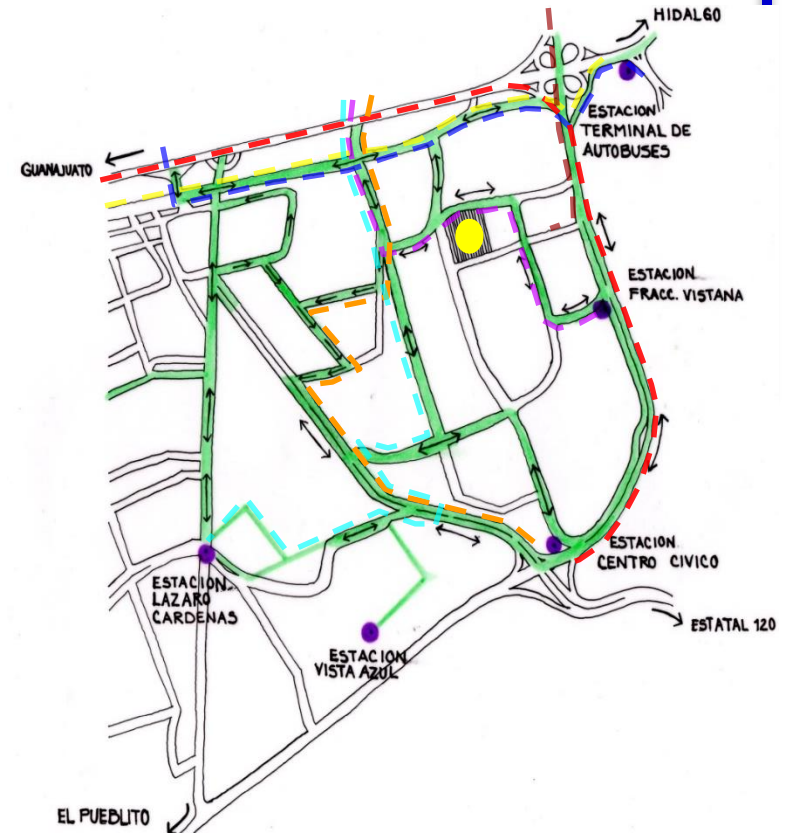 HIDALGO
ESTACION
TERMINAL DE
AUTOBUSES
GUANAJUATO
ESTACION
FRACC. VISTANA
ESTACION
CENTRO CIVICO
ESTACION
LAZARO
CARDENAS
ESTATAL 120
ESTACION
VISTA AZUL
EL PUEBLITO